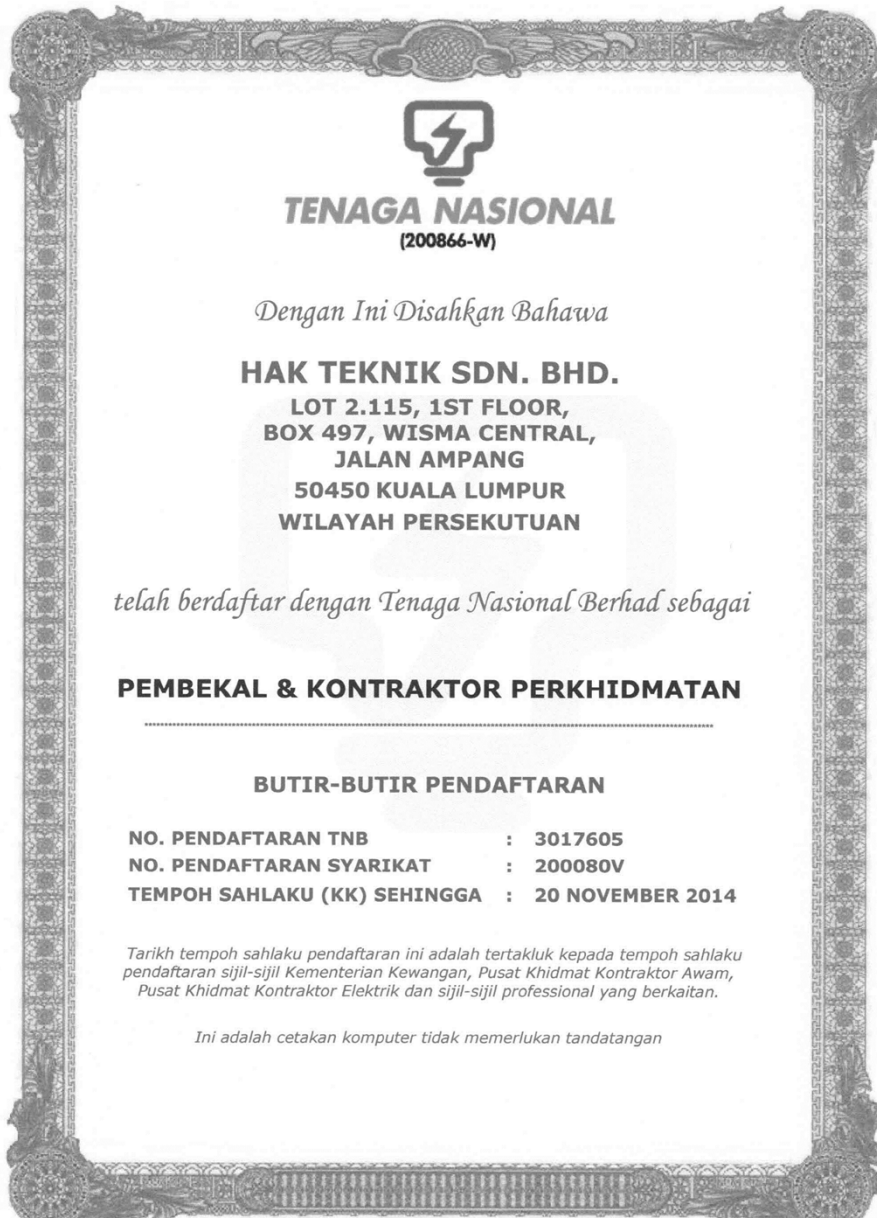 TENAGA NASIONAL
(200866-W)
Dengan Ini Disahkan Bahawa
HAK TEKNIK SDN. BHD.
LOT 2.115, 1ST FLOOR,
BOX 497, WISMA CENTRAL,
JALAN AMPANG
50450 KUALA LUMPUR
WILAYAH PERSEKUTUAN
telah berdaftar dengan Tenaga Nasional Berhad sebagai
PEMBEKAL & KONTRAKTOR PERKHIDMATAN
BUTIR-BUTIR PENDAFTARAN
NO. PENDAFTARAN TNB : 3017605
NO. PENDAFTARAN SYARIKAT : 200080V
TEMPOH SAHLAKU (KK) SEHINGGA : 20 NOVEMBER 2014
Tarikh tempoh sahlaku pendaftaran ini adalah tertakluk kepada tempoh sahlaku
pendaftaran sijil-sijil Kementerian Kewangan, Pusat Khidmat Kontraktor Awam,
Pusat Khidmat Kontraktor Elektrik dan sijil-sijil professional yang berkaitan.
Ini adalah cetakan komputer tidak memerlukan tandatangan